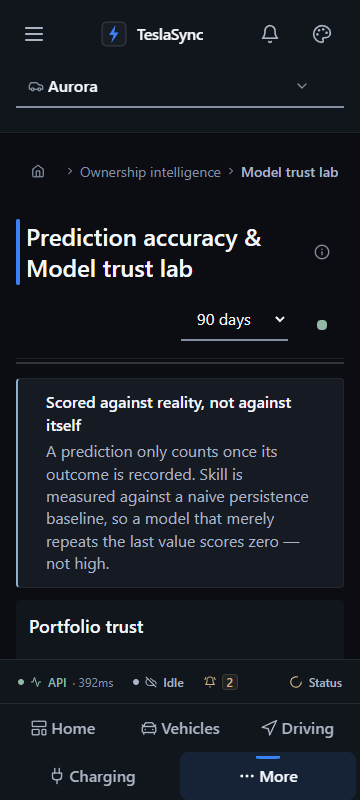 TeslaSync
Aurora
Ownership intelligence > Model trust lab
Prediction accuracy &
Model trust lab
90 days
Scored against reality, not against
itself
A prediction only counts once its
outcome is recorded. Skill is
measured against a naive persistence
baseline, so a model that merely
repeats the last value scores zero —
not high.
Portfolio trust
API · 392ms Idle 2 Status
Home Vehicles Driving
Charging More